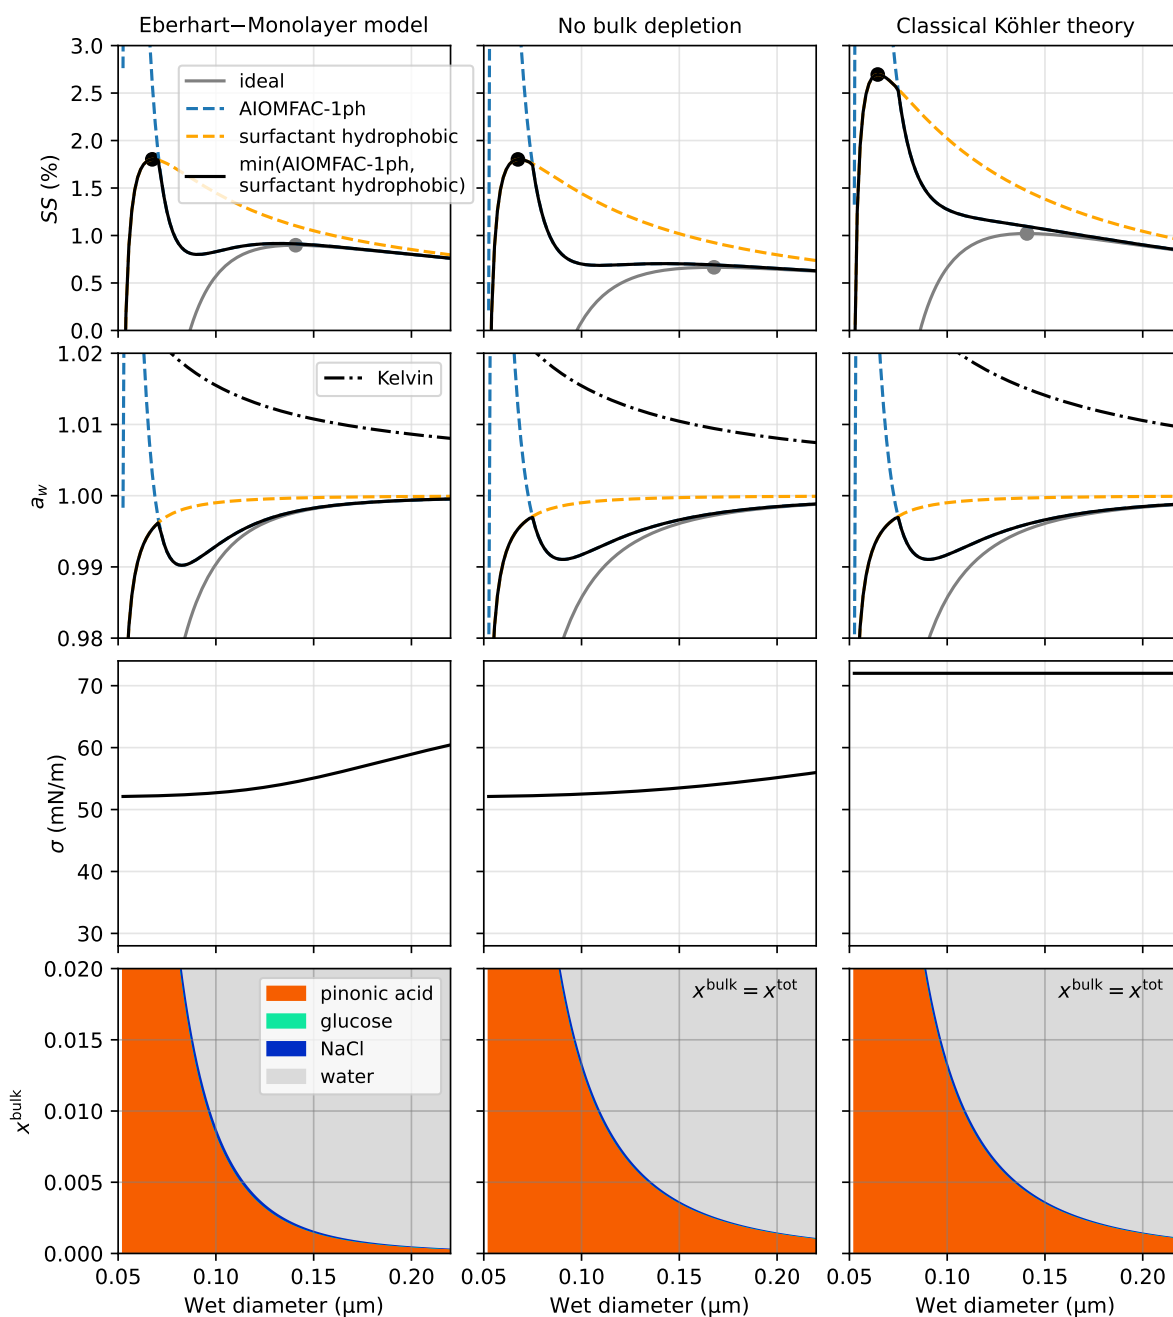 Eberhart−Monolayer model
No bulk depletion
Classical Köhler theory
SS (%)
3.0
2.5
2.0
1.5
1.0
0.5
0.0
ideal
AIOMFAC-1ph
surfactant hydrophobic
min(AIOMFAC-1ph,
surfactant hydrophobic)
a_w
1.02
1.01
1.00
0.99
0.98
Kelvin
σ (mN/m)
70
60
50
40
30
x^bulk
0.020
0.015
0.010
0.005
0.000
pinonic acid
glucose
NaCl
water
x^bulk = x^tot
x^bulk = x^tot
0.05 0.10 0.15 0.20
0.05 0.10 0.15 0.20
0.05 0.10 0.15 0.20
Wet diameter (µm)
Wet diameter (µm)
Wet diameter (µm)